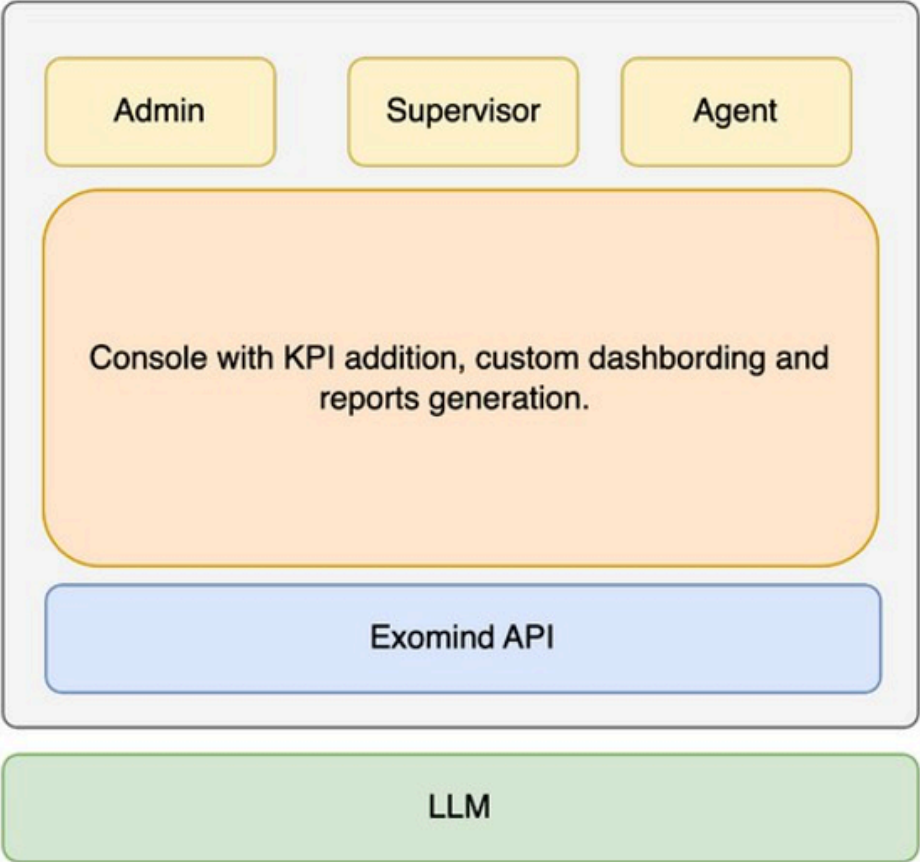 Admin
Supervisor
Agent
Console with KPI addition, custom dashbording and
reports generation.
Exomind API
LLM